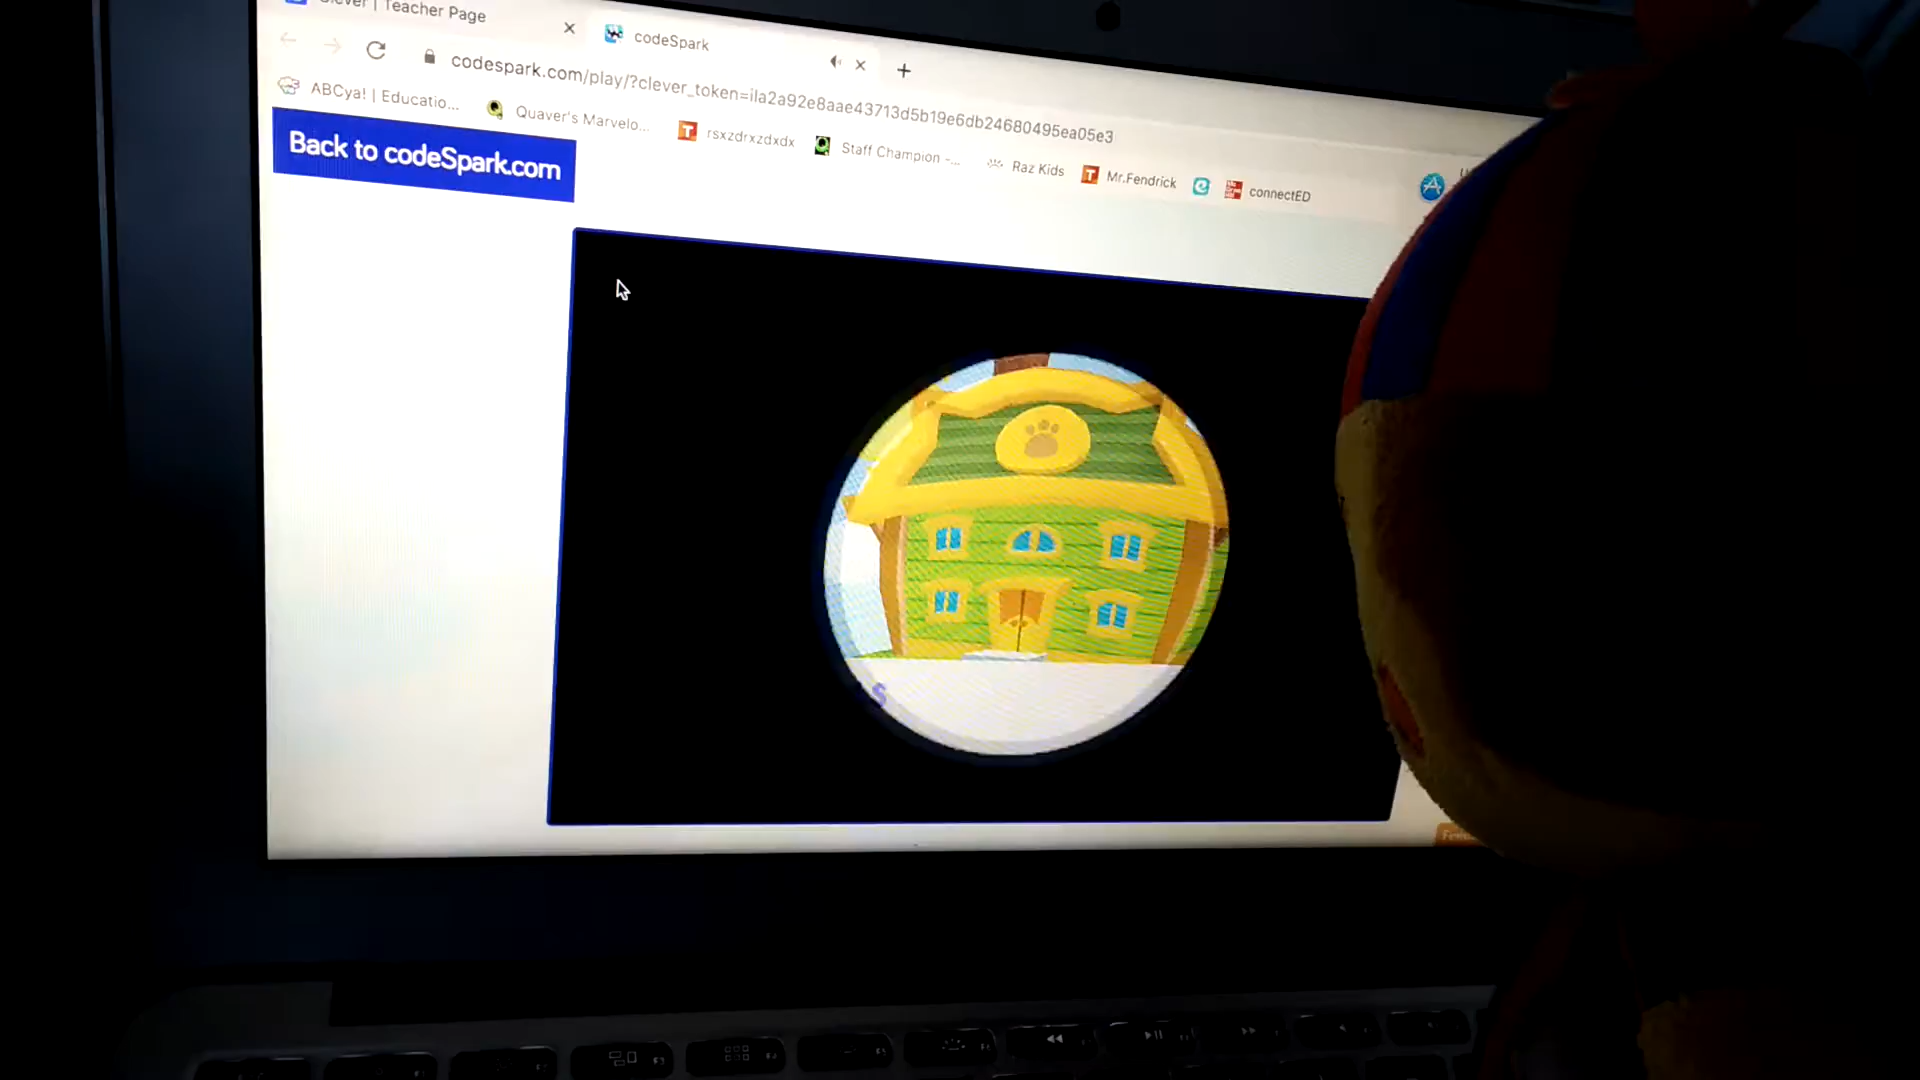 Clever | Teacher Page
codeSpark
codespark.com/play/?clever_token=ila2a92e8aae43713d5b19e6db24680495ea05e3
ABCya! | Educatio...
Quaver's Marvelo...
rsxzdrxzdxdx
Staff Champion -...
Raz Kids
Mr.Fendrick
connectED
Back to codeSpark.com